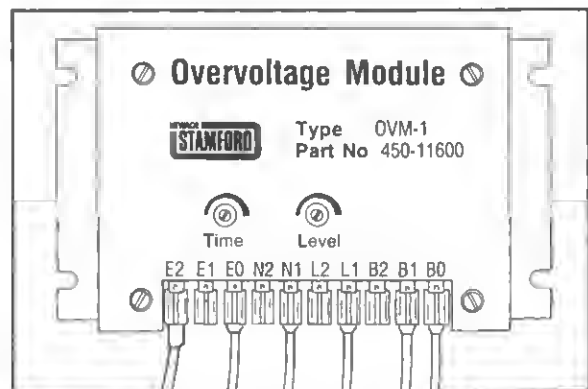 Overvoltage Module
NEWAGE
STAMFORD
Type OVM-1
Part No 450-11600
Time Level
E2 E1 E0 N2 N1 L2 L1 B2 B1 B0